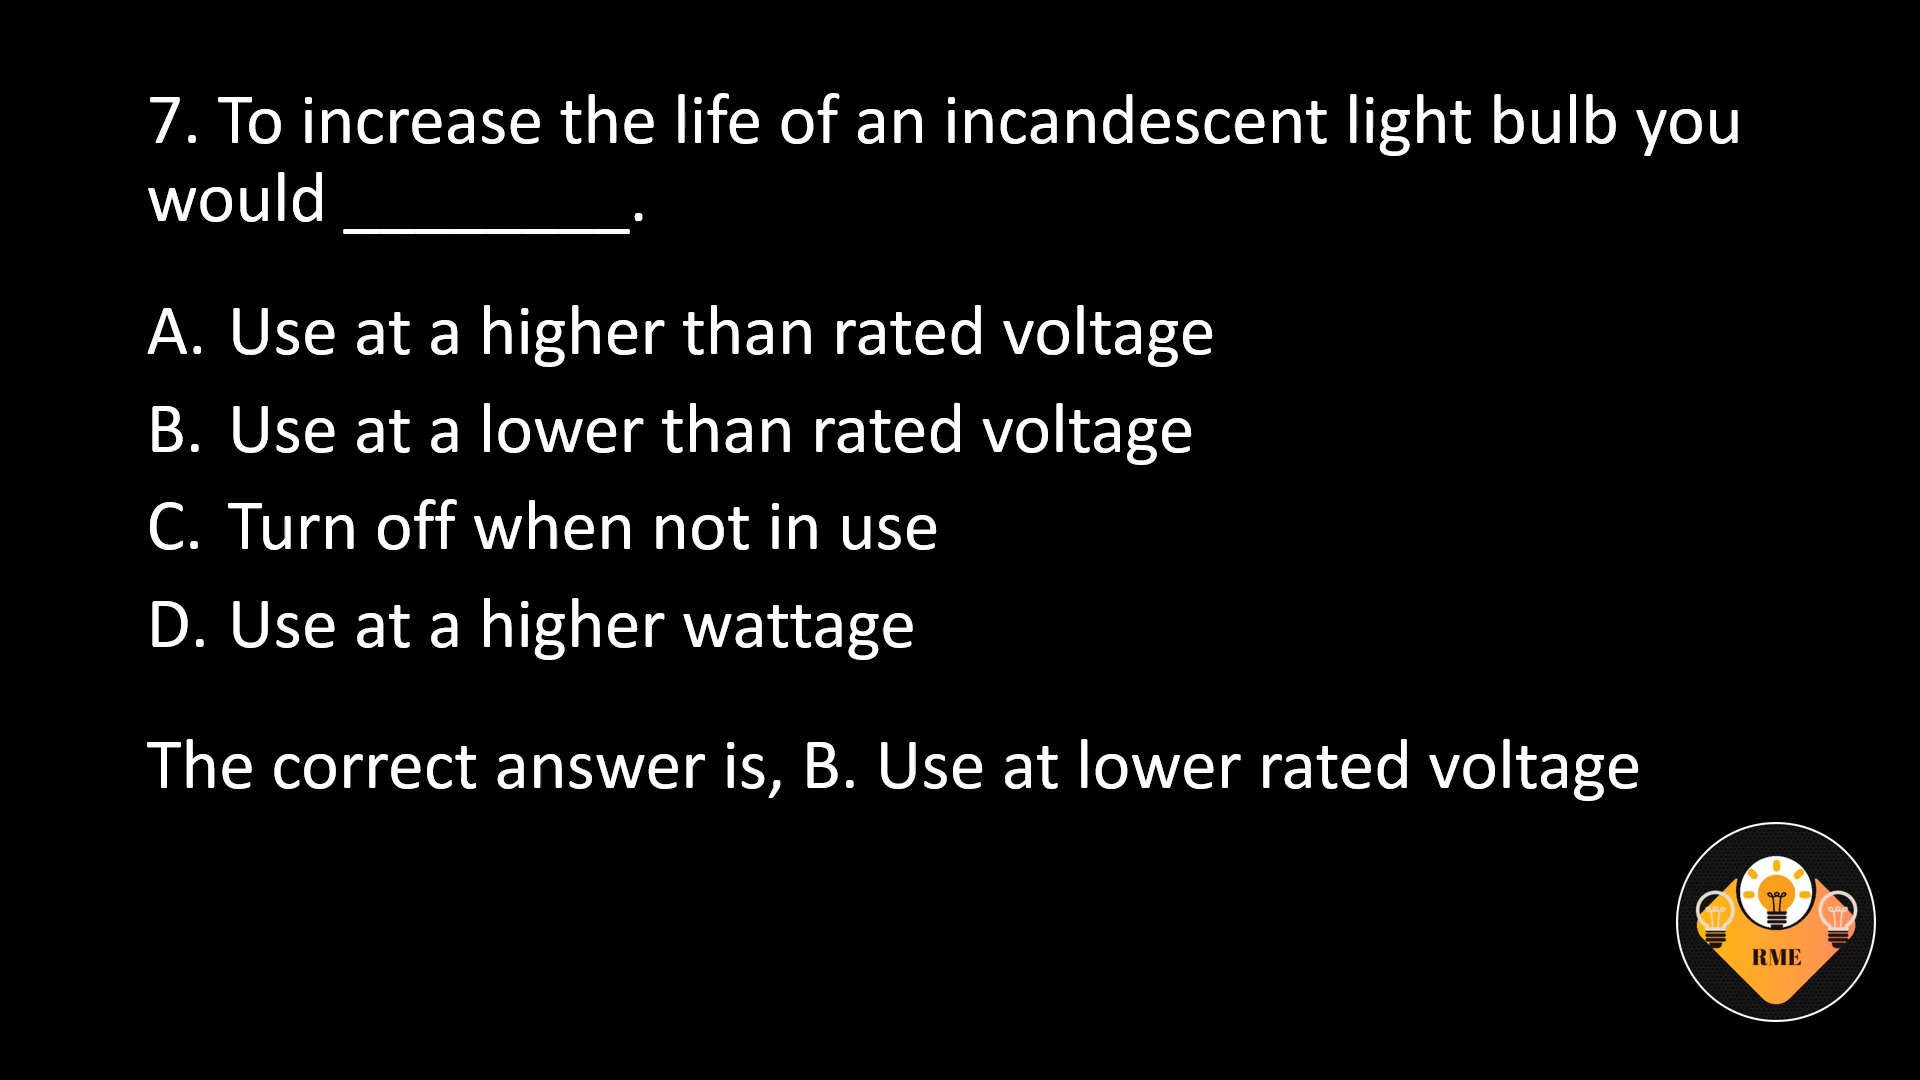 7. To increase the life of an incandescent light bulb you
would ________.
A. Use at a higher than rated voltage
B. Use at a lower than rated voltage
C. Turn off when not in use
D. Use at a higher wattage
The correct answer is, B. Use at lower rated voltage
RME